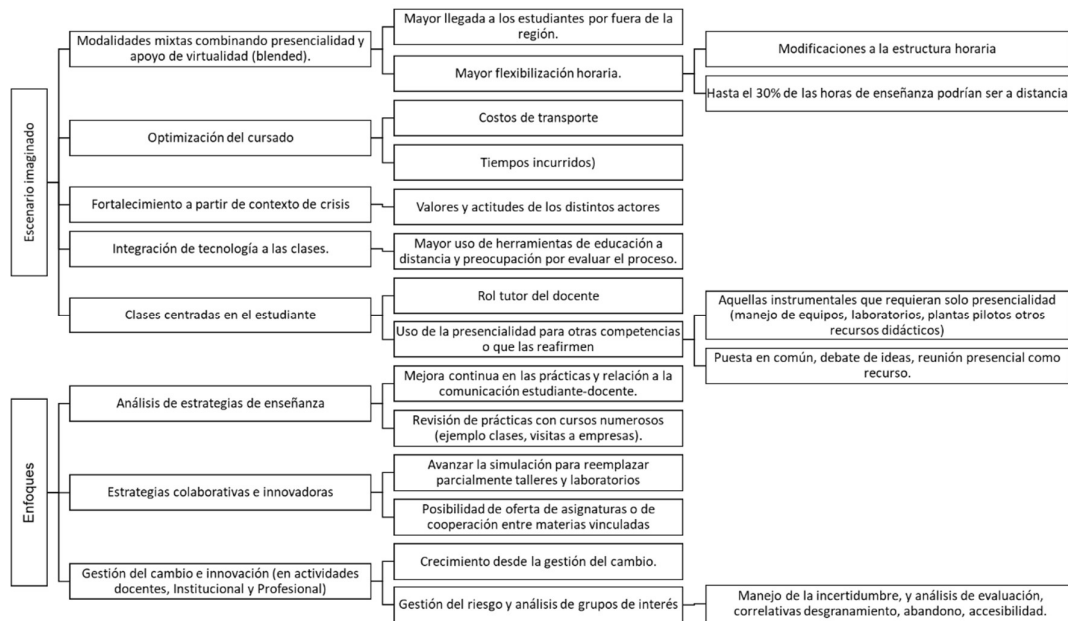 Escenario imaginado
Modalidades mixtas combinando presencialidad y
apoyo de virtualidad (blended).
Mayor llegada a los estudiantes por fuera de la
región.
Mayor flexibilización horaria.
Modificaciones a la estructura horaria
Hasta el 30% de las horas de enseñanza podrían ser a distancia
Optimización del cursado
Costos de transporte
Tiempos incurridos)
Fortalecimiento a partir de contexto de crisis
Valores y actitudes de los distintos actores
Integración de tecnología a las clases.
Mayor uso de herramientas de educación a
distancia y preocupación por evaluar el proceso.
Clases centradas en el estudiante
Rol tutor del docente
Uso de la presencialidad para otras competencias
o que las reafirmen
Aquellas instrumentales que requieran solo presencialidad
(manejo de equipos, laboratorios, plantas pilotos otros
recursos didácticos)
Puesta en común, debate de ideas, reunión presencial como
recurso.
Enfoques
Análisis de estrategias de enseñanza
Mejora continua en las prácticas y relación a la
comunicación estudiante-docente.
Revisión de prácticas con cursos numerosos
(ejemplo clases, visitas a empresas).
Estrategias colaborativas e innovadoras
Avanzar la simulación para reemplazar
parcialmente talleres y laboratorios
Posibilidad de oferta de asignaturas o de
cooperación entre materias vinculadas
Gestión del cambio e innovación (en actividades
docentes, Institucional y Profesional)
Crecimiento desde la gestión del cambio.
Gestión del riesgo y análisis de grupos de interés
Manejo de la incertidumbre, y análisis de evaluación,
correlativas desgranamiento, abandono, accesibilidad.